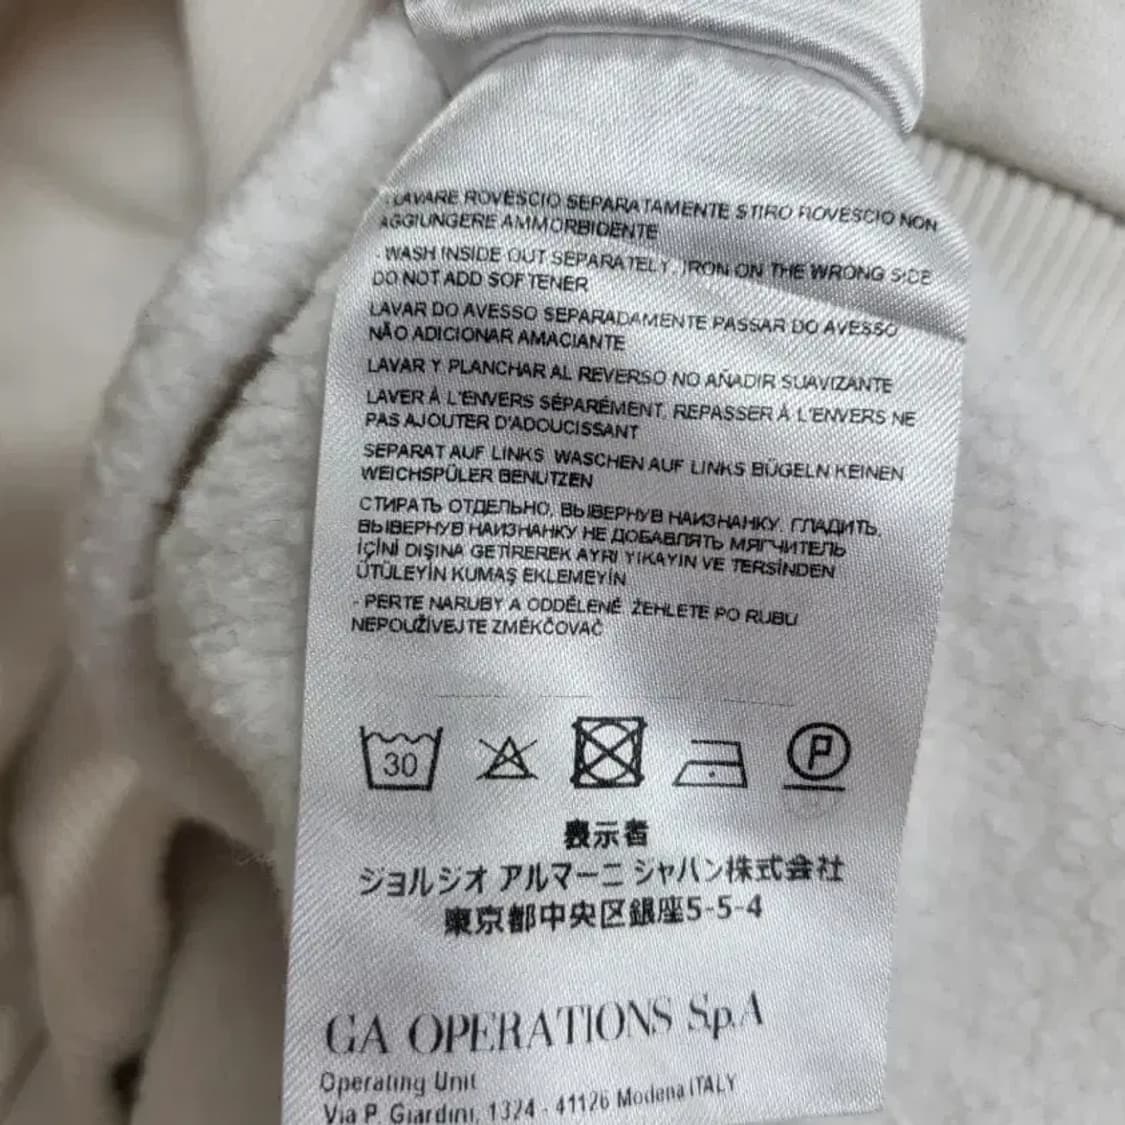 LAVARE ROVESCIO SEPARATAMENTE STIRO ROVESCIO NON
AGGIUNGERE AMMORBIDENTE
- WASH INSIDE OUT SEPARATELY. IRON ON THE WRONG SIDE
DO NOT ADD SOFTENER
LAVAR DO AVESSO SEPARADAMENTE PASSAR DO AVESSO
NÃO ADICIONAR AMACIANTE
LAVAR Y PLANCHAR AL REVERSO NO AÑADIR SUAVIZANTE
LAVER À L'ENVERS SÉPARÉMENT. REPASSER À L'ENVERS NE
PAS AJOUTER D'ADOUCISSANT
SEPARAT AUF LINKS WASCHEN AUF LINKS BÜGELN KEINEN
WEICHSPÜLER BENUTZEN
СТИРАТЬ ОТДЕЛЬНО, ВЫВЕРНУВ НАИЗНАНКУ. ГЛАДИТЬ,
ВЫВЕРНУВ НАИЗНАНКУ НЕ ДОБАВЛЯТЬ МЯГЧИТЕЛЬ
İÇİNİ DIŞINA GETİREREK AYRI YIKAYIN VE TERSİNDEN
ÜTÜLEYİN KUMAŞ EKLEMEYİN
- PERTE NARUBY A ODDĚLENĚ ŽEHLETE PO RUBU
NEPOUŽÍVEJTE ZMĚKČOVAČ
30
P
表示者
ジョルジオ アルマーニ ジャパン株式会社
東京都中央区銀座5-5-4
GA OPERATIONS SpA
Operating Unit
Via P. Giardini, 1324 - 41126 Modena ITALY